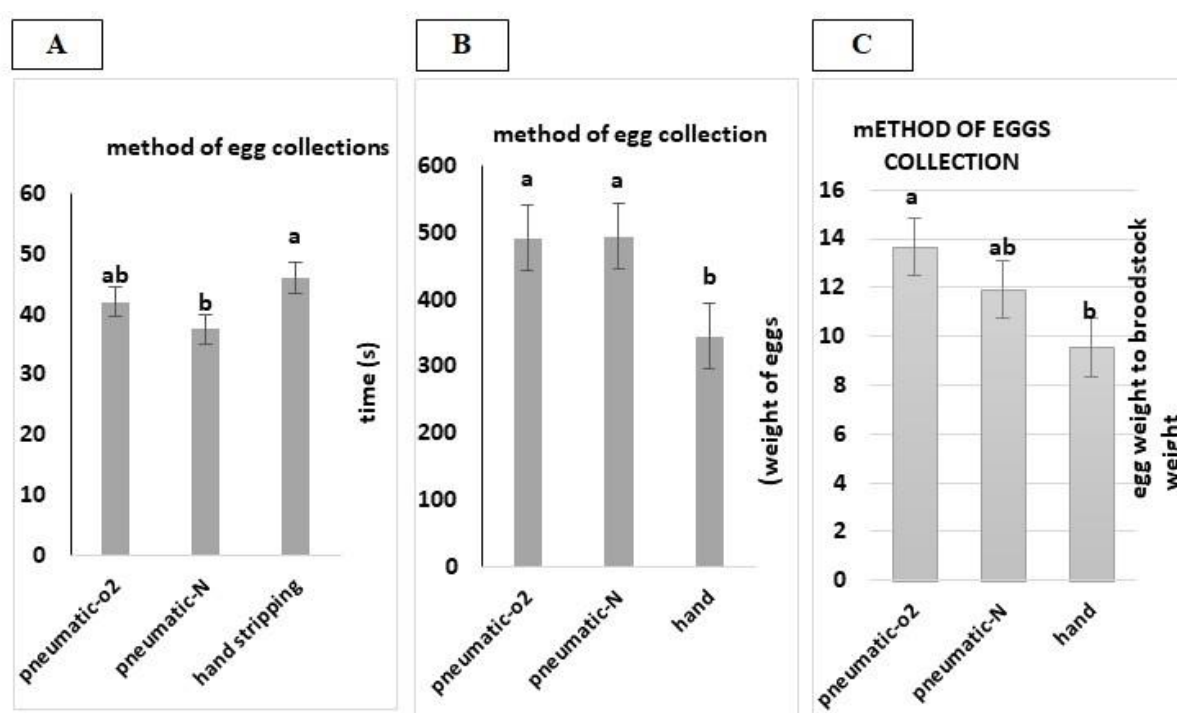 A
method of egg collections
60
50
40
30
20
10
0
ab
b
a
time (s)
pneumatic-o2
pneumatic-N
hand stripping
B
method of egg collection
600
500
400
300
200
100
0
a
a
b
(weight of eggs
pneumatic-o2
pneumatic-N
hand
C
mETHOD OF EGGS
COLLECTION
16
14
12
10
8
6
4
2
0
a
ab
b
egg weight to broodstock
weight
pneumatic-o2
pneumatic-N
hand